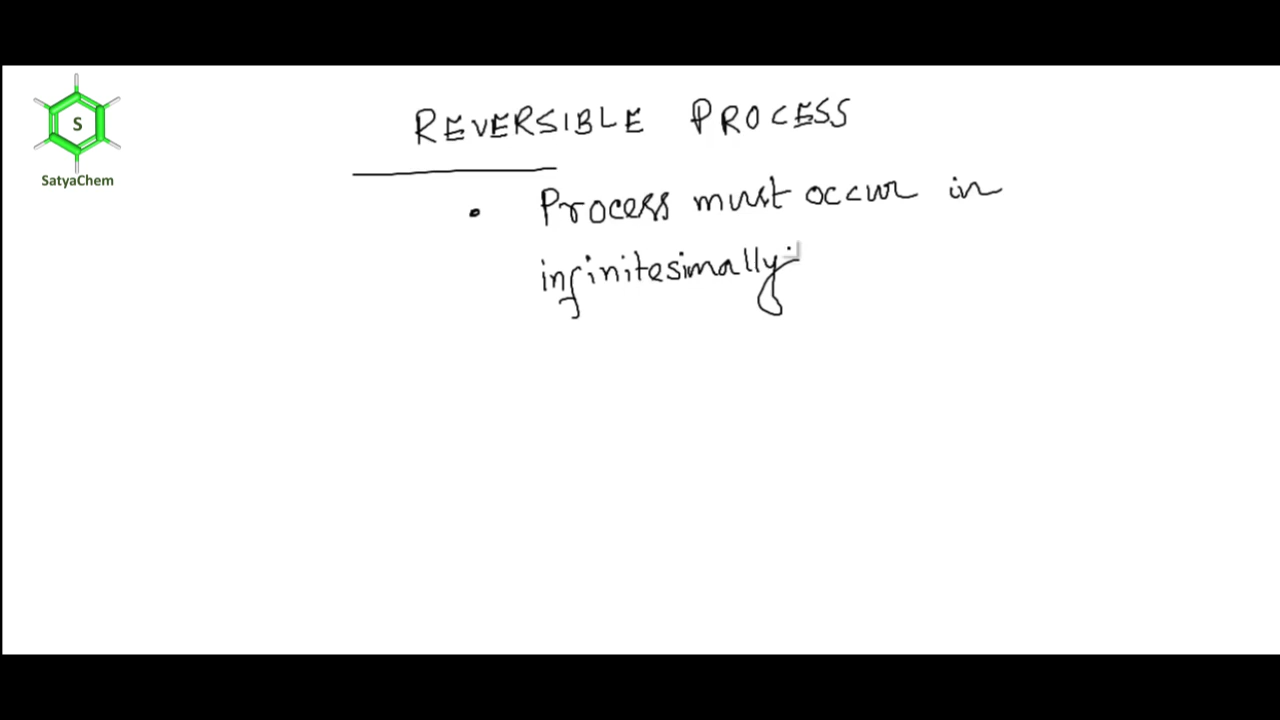 S
SatyaChem
REVERSIBLE PROCESS
• Process must occur in
infinitesimally